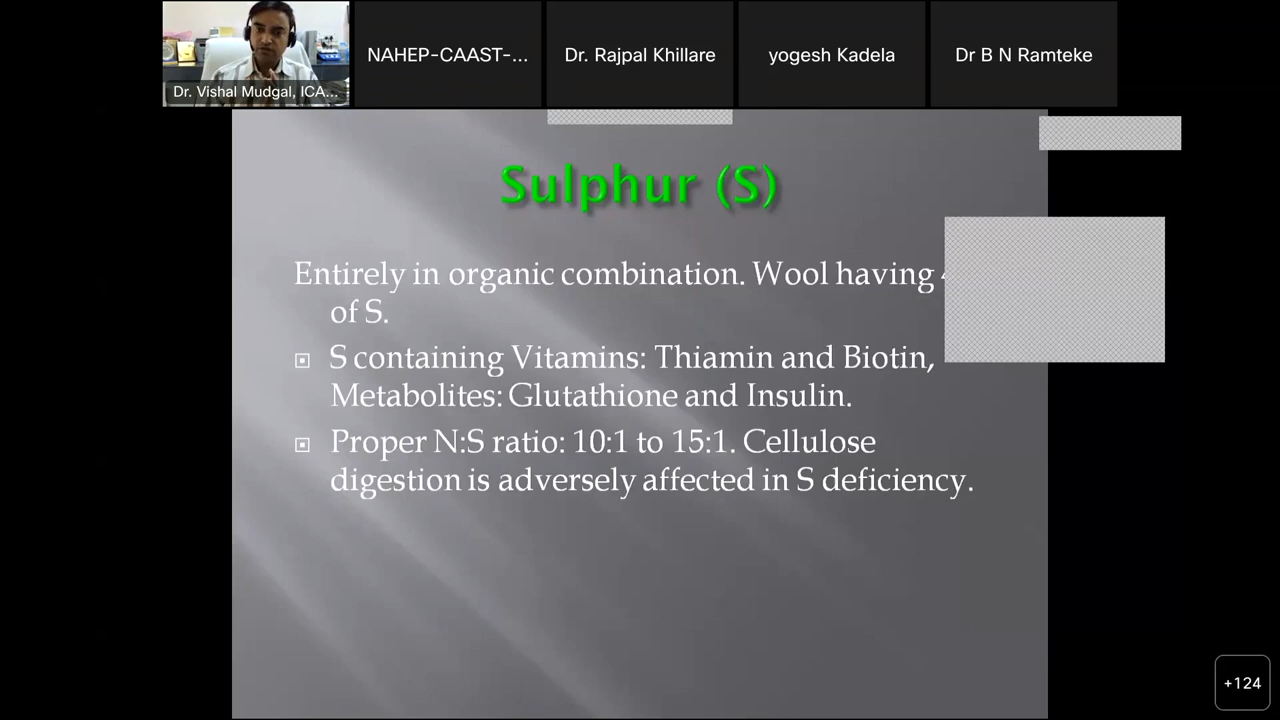 Dr. Vishal Mudgal, ICA...
NAHEP-CAAST-...
Dr. Rajpal Khillare
yogesh Kadela
Dr B N Ramteke
Sulphur (S)
Entirely in organic combination. Wool having
of S.
S containing Vitamins: Thiamin and Biotin,
Metabolites: Glutathione and Insulin.
Proper N:S ratio: 10:1 to 15:1. Cellulose
digestion is adversely affected in S deficiency.
+124